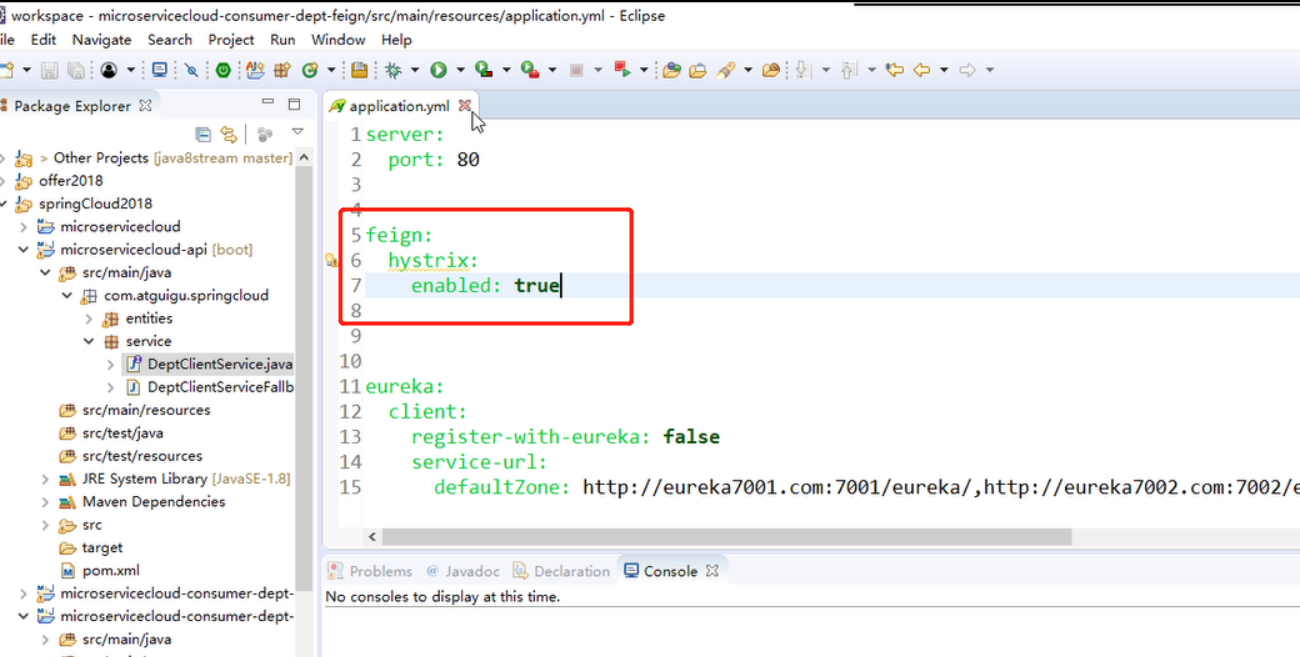 workspace - microservicecloud-consumer-dept-feign/src/main/resources/application.yml - Eclipse
ile Edit Navigate Search Project Run Window Help
Package Explorer
application.yml
> Other Projects [java8stream master]
offer2018
springCloud2018
microservicecloud
microservicecloud-api [boot]
src/main/java
com.atguigu.springcloud
entities
service
DeptClientService.java
DeptClientServiceFallb
src/main/resources
src/test/java
src/test/resources
JRE System Library [JavaSE-1.8]
Maven Dependencies
src
target
pom.xml
microservicecloud-consumer-dept-
microservicecloud-consumer-dept-
src/main/java
1 server:
2 port: 80
3
4
5 feign:
6 hystrix:
7 enabled: true
8
9
10
11 eureka:
12 client:
13 register-with-eureka: false
14 service-url:
15 defaultZone: http://eureka7001.com:7001/eureka/,http://eureka7002.com:7002/e
Problems @ Javadoc Declaration Console
No consoles to display at this time.